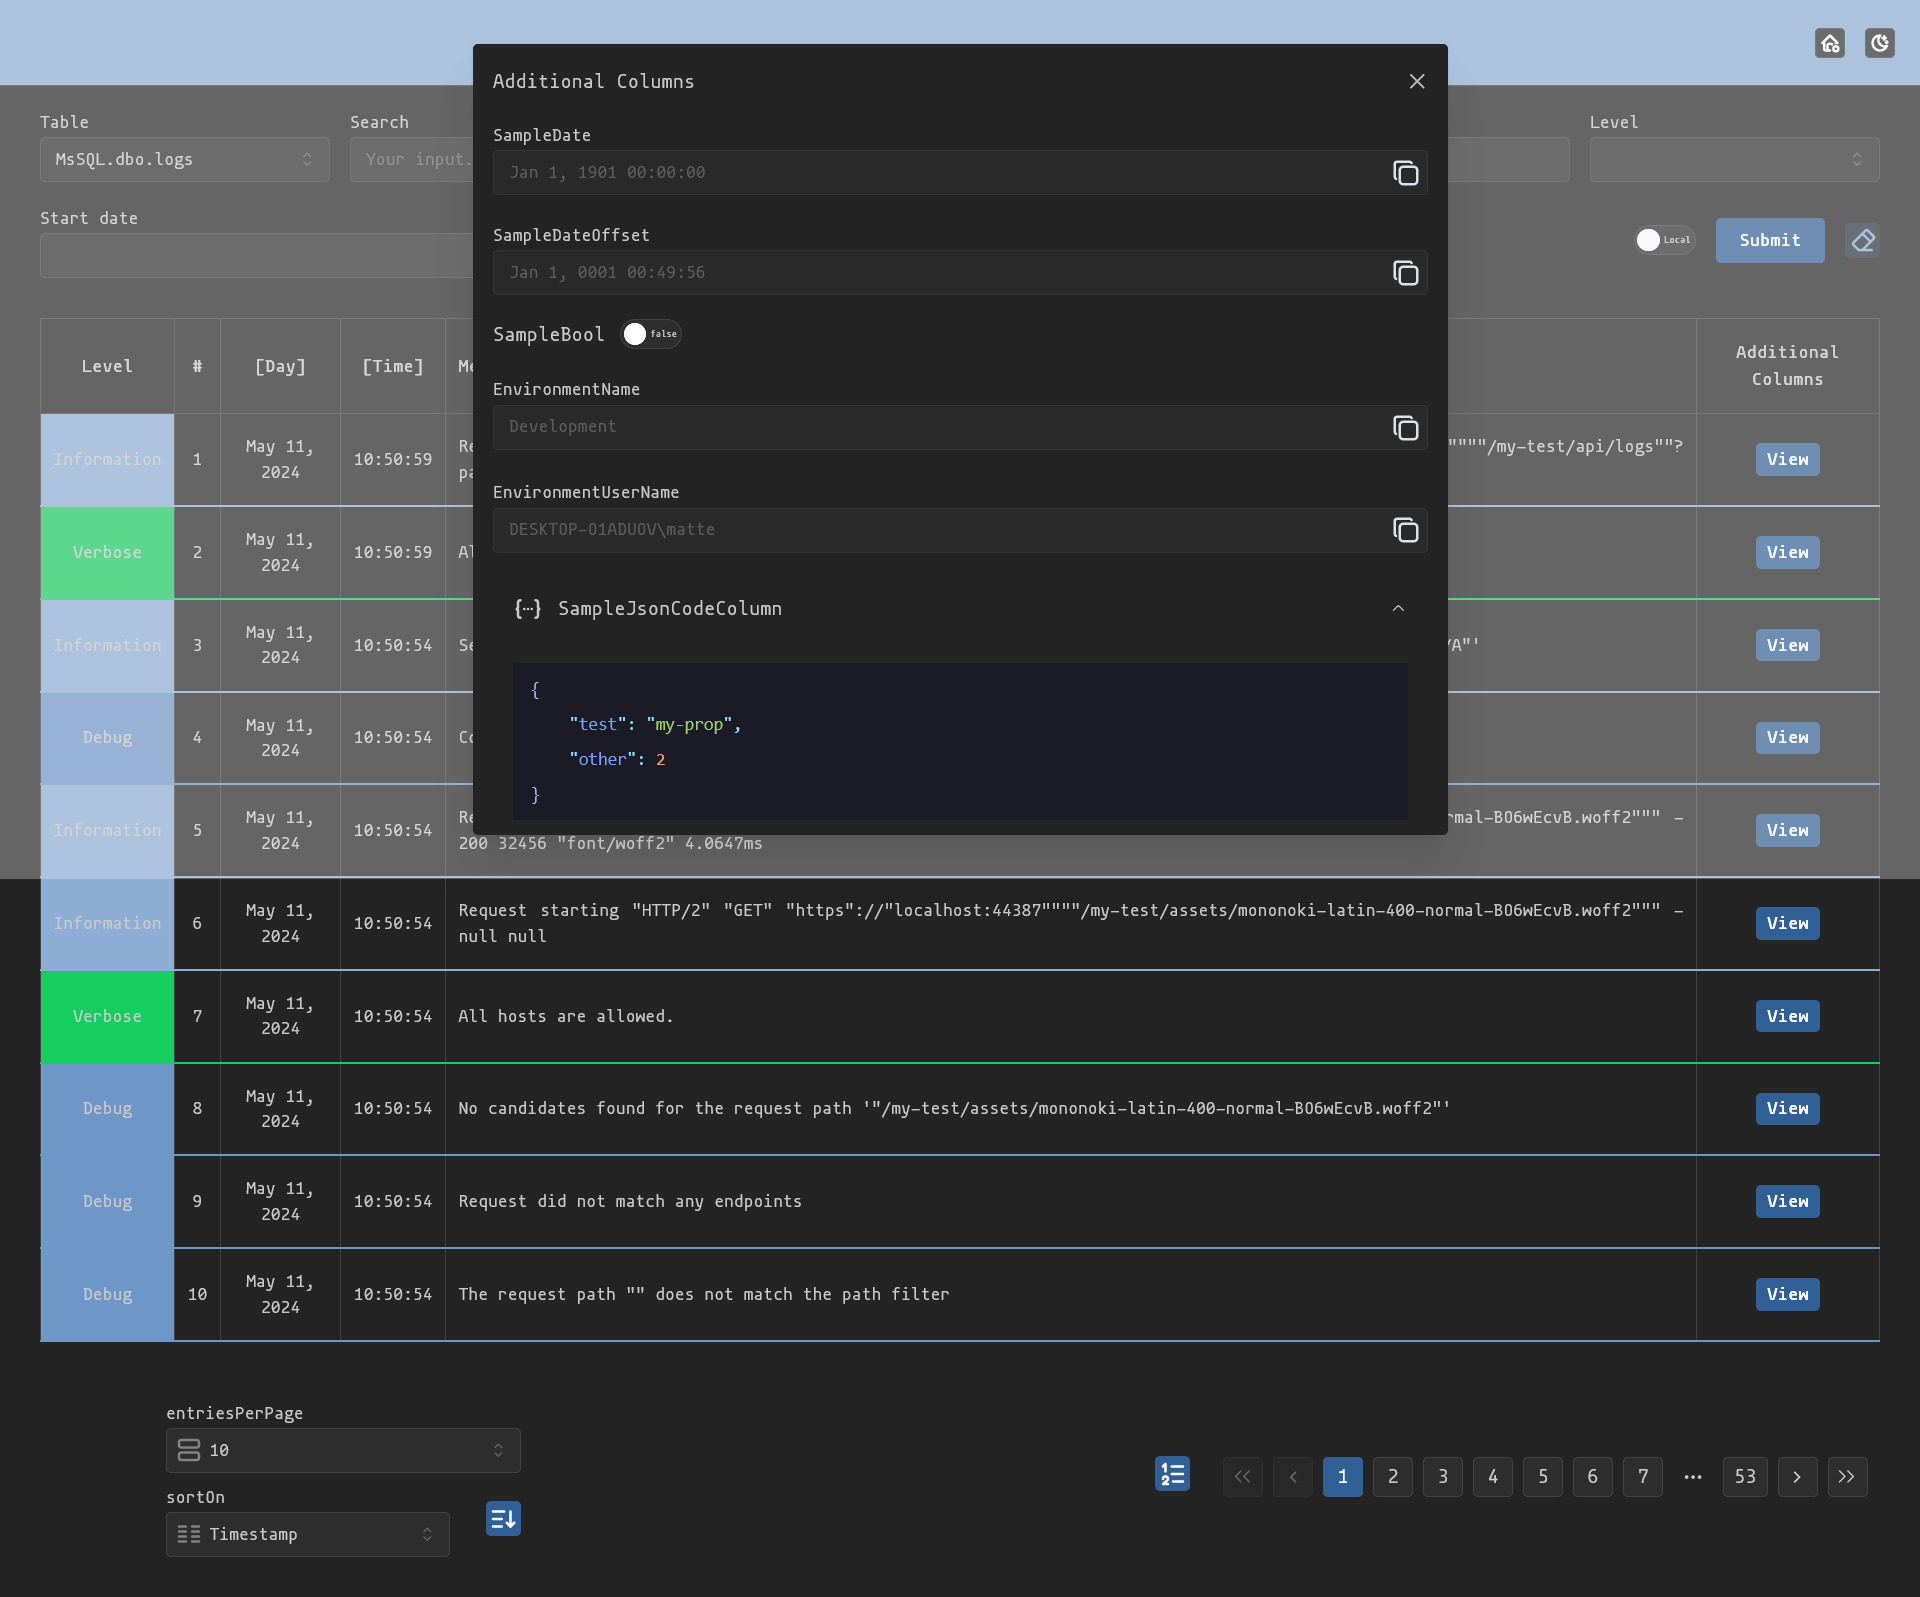 Additional Columns
Table
Search
Level
MsSQL.dbo.logs
Your input.
SampleDate
Jan 1, 1901 00:00:00
Start date
Local
Submit
SampleDateOffset
Jan 1, 0001 00:49:56
SampleBool
false
EnvironmentName
Development
EnvironmentUserName
DESKTOP-O1ADUOV\matte
{···} SampleJsonCodeColumn
{
"test": "my-prop",
"other": 2
}
Level # [Day] [Time] Me Additional
Columns
Information 1 May 11, 2024 10:50:59 Re """"/my-test/api/logs""? View
pa
Verbose 2 May 11, 2024 10:50:59 Al View
Information 3 May 11, 2024 10:50:54 Se /A"' View
Debug 4 May 11, 2024 10:50:54 Co View
Information 5 May 11, 2024 10:50:54 Re rmal-BO6wEcvB.woff2""" - View
200 32456 "font/woff2" 4.0647ms
Information 6 May 11, 2024 10:50:54 Request starting "HTTP/2" "GET" "https"://"localhost:44387""""/my-test/assets/mononoki-latin-400-normal-BO6wEcvB.woff2""" - View
null null
Verbose 7 May 11, 2024 10:50:54 All hosts are allowed. View
Debug 8 May 11, 2024 10:50:54 No candidates found for the request path '"/my-test/assets/mononoki-latin-400-normal-BO6wEcvB.woff2"' View
Debug 9 May 11, 2024 10:50:54 Request did not match any endpoints View
Debug 10 May 11, 2024 10:50:54 The request path "" does not match the path filter View
entriesPerPage
10
sortOn
Timestamp
1 2 3 4 5 6 7 ··· 53